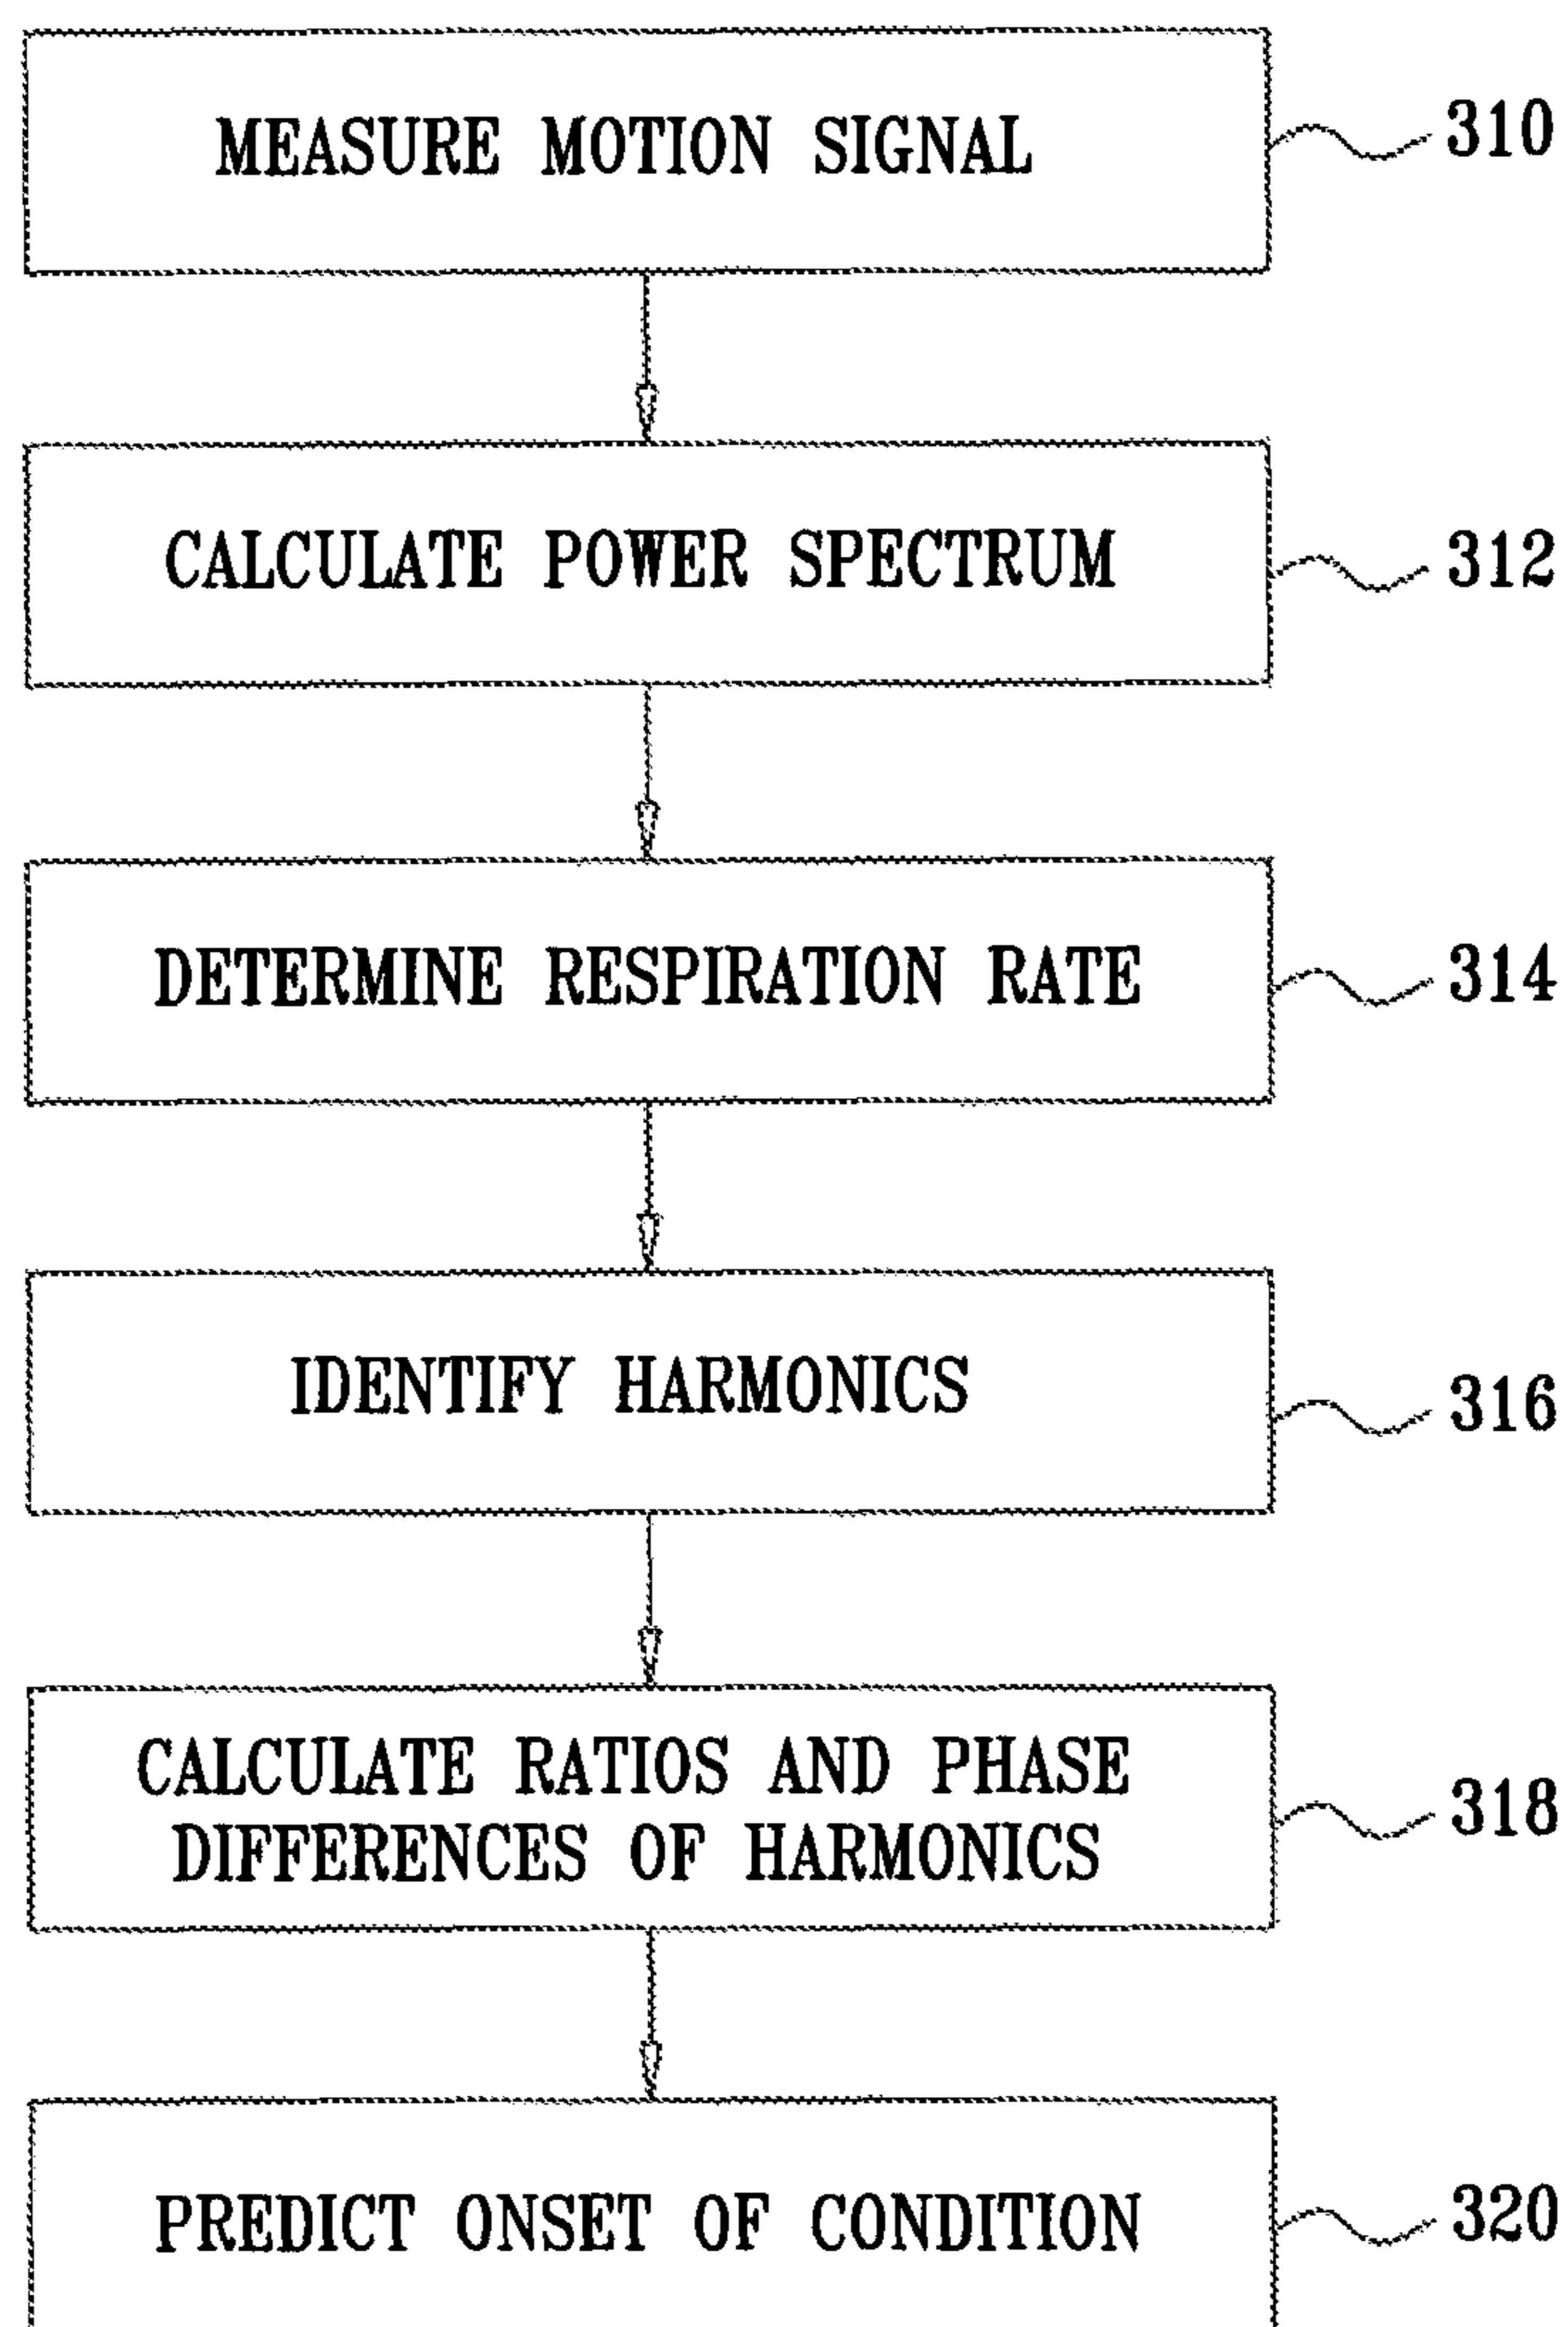 MEASURE MOTION SIGNAL
310
CALCULATE POWER SPECTRUM
312
DETERMINE RESPIRATION RATE
314
IDENTIFY HARMONICS
316
CALCULATE RATIOS AND PHASE
DIFFERENCES OF HARMONICS
318
PREDICT ONSET OF CONDITION
320